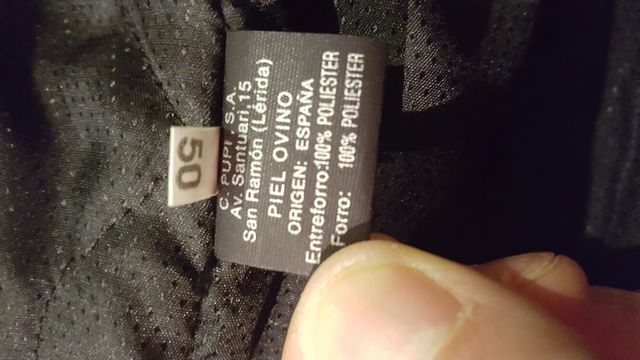 C. PUPI, S.A.
Av. Santuari,15
San Ramón (Lérida)
PIEL OVINO
ORIGEN: ESPAÑA
Entreforro:100% POLIESTER
Forro: 100% POLIESTER
50